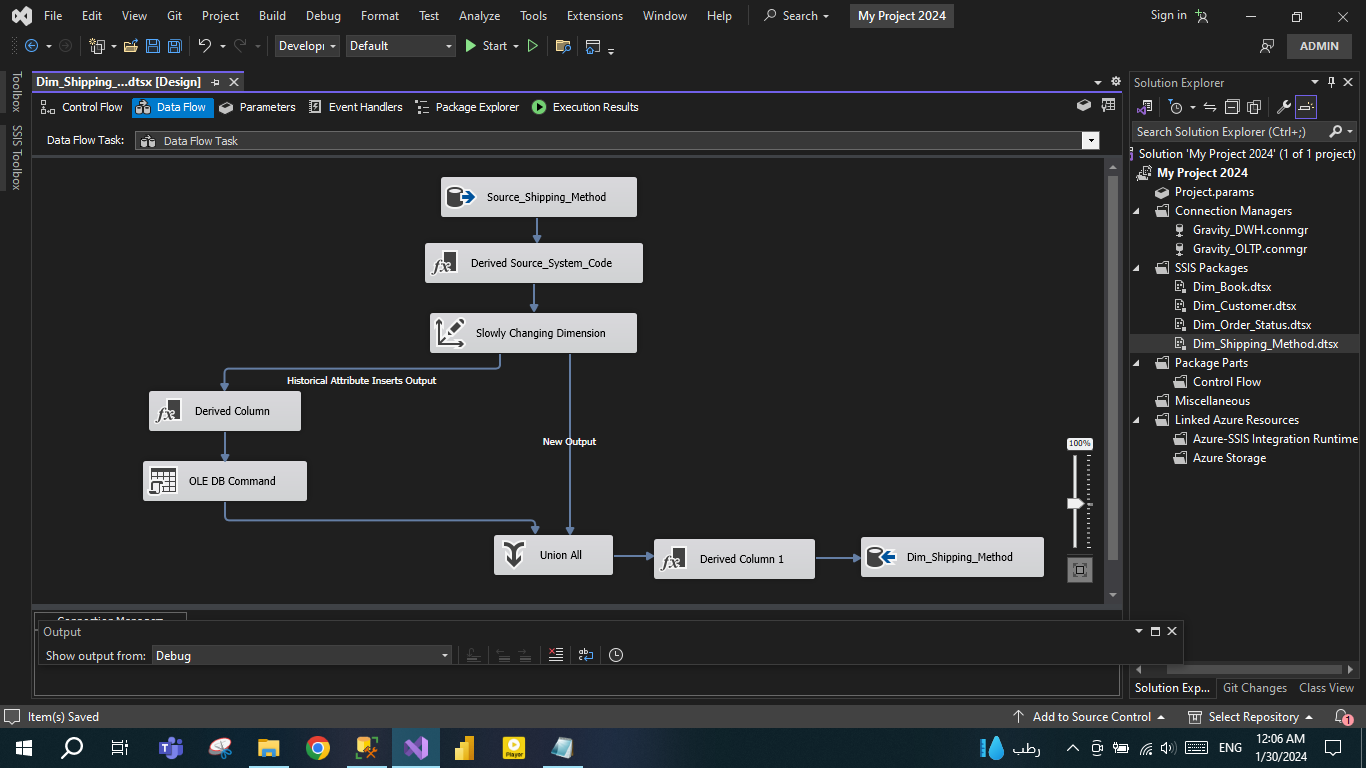 File Edit View Git Project Build Debug Format Test Analyze Tools Extensions Window Help Search My Project 2024 Sign in
Default Start ADMIN
Dim_Shipping_...dtsx [Design]
Control Flow Data Flow Parameters Event Handlers Package Explorer Execution Results
Data Flow Task: Data Flow Task
Toolbox
SSIS Toolbox
Source_Shipping_Method
Derived Source_System_Code
Slowly Changing Dimension
Historical Attribute Inserts Output
Derived Column
New Output
OLE DB Command
Union All
Derived Column 1
Dim_Shipping_Method
100%
Output
Show output from: Debug
Solution Explorer
Search Solution Explorer (Ctrl+;)
Solution 'My Project 2024' (1 of 1 project)
My Project 2024
Project.params
Connection Managers
Gravity_DWH.conmgr
Gravity_OLTP.conmgr
SSIS Packages
Dim_Book.dtsx
Dim_Customer.dtsx
Dim_Order_Status.dtsx
Dim_Shipping_Method.dtsx
Package Parts
Control Flow
Miscellaneous
Linked Azure Resources
Azure-SSIS Integration Runtime
Azure Storage
Solution Exp... Git Changes Class View
Item(s) Saved Add to Source Control Select Repository 1
Player
رطب ENG 12:06 AM
1/30/2024